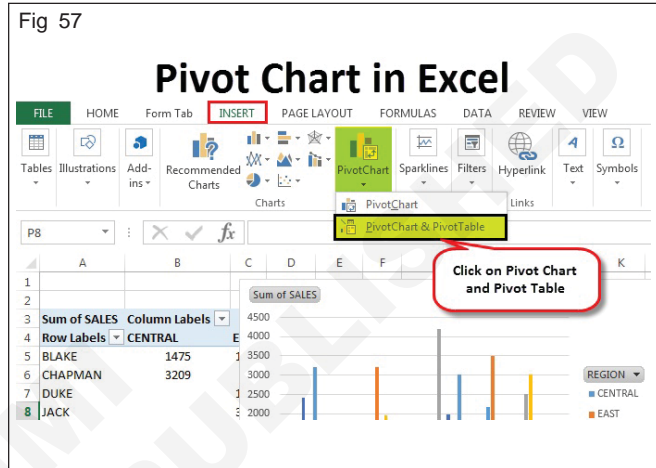 Fig 57
Pivot Chart in Excel
FILE HOME Form Tab INSERT PAGE LAYOUT FORMULAS DATA REVIEW VIEW
Tables Illustrations Add-ins Recommended Charts PivotChart Sparklines Filters Hyperlink Text Symbols
Charts Links
PivotChart
PivotChart & PivotTable
P8 fx
Click on Pivot Chart
and Pivot Table
A B C D E F K
1
2 Sum of SALES
3 Sum of SALES Column Labels 4500
4 Row Labels CENTRAL E 4000
5 BLAKE 1475 1 3500
6 CHAPMAN 3209 3000 REGION
7 DUKE 1 2500 CENTRAL
8 JACK 3 2000 EAST
PUBLISHED